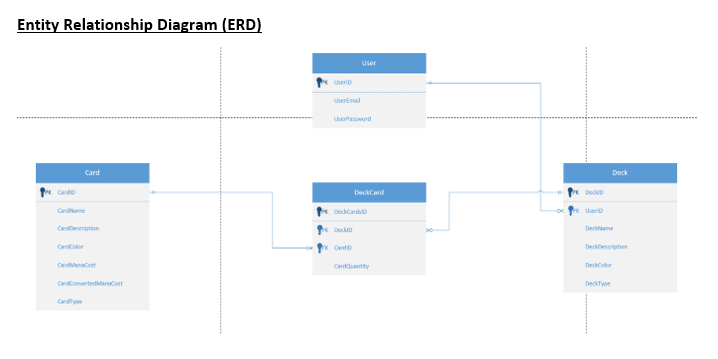 Entity Relationship Diagram (ERD)
User
PK UserID
UserEmail
UserPassword
Card
PK CardID
CardName
CardDescription
CardColor
CardManaCost
CardConvertedManaCost
CardType
DeckCard
PK DeckCardsID
FK DeckID
FK CardID
CardQuantity
Deck
PK DeckID
FK UserID
DeckName
DeckDescription
DeckColor
DeckType